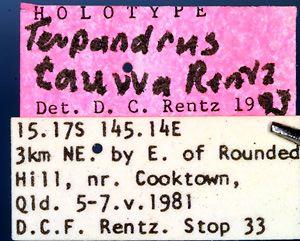 HOLOTYPE
Terpandrus
tauwa Rentz
Det. D. C. Rentz 19
15.17S 145.14E
3km NE. by E. of Rounded
Hill, nr. Cooktown,
Qld. 5-7.v.1981
D.C.F. Rentz. Stop 33